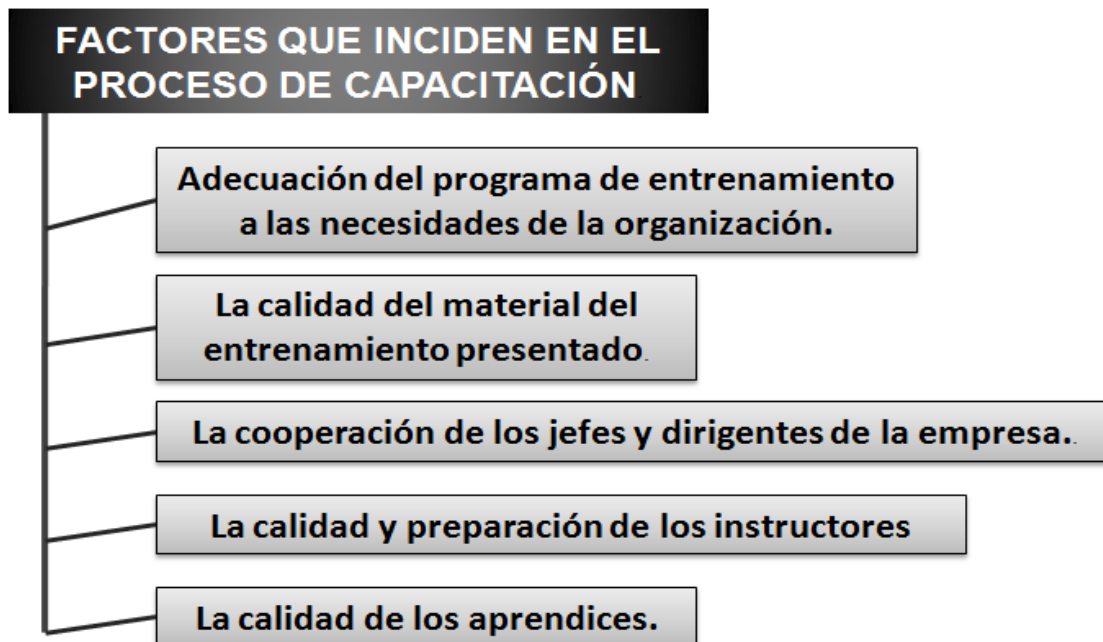 FACTORES QUE INCIDEN EN EL
PROCESO DE CAPACITACIÓN
Adecuación del programa de entrenamiento
a las necesidades de la organización.
La calidad del material del
entrenamiento presentado.
La cooperación de los jefes y dirigentes de la empresa..
La calidad y preparación de los instructores
La calidad de los aprendices.